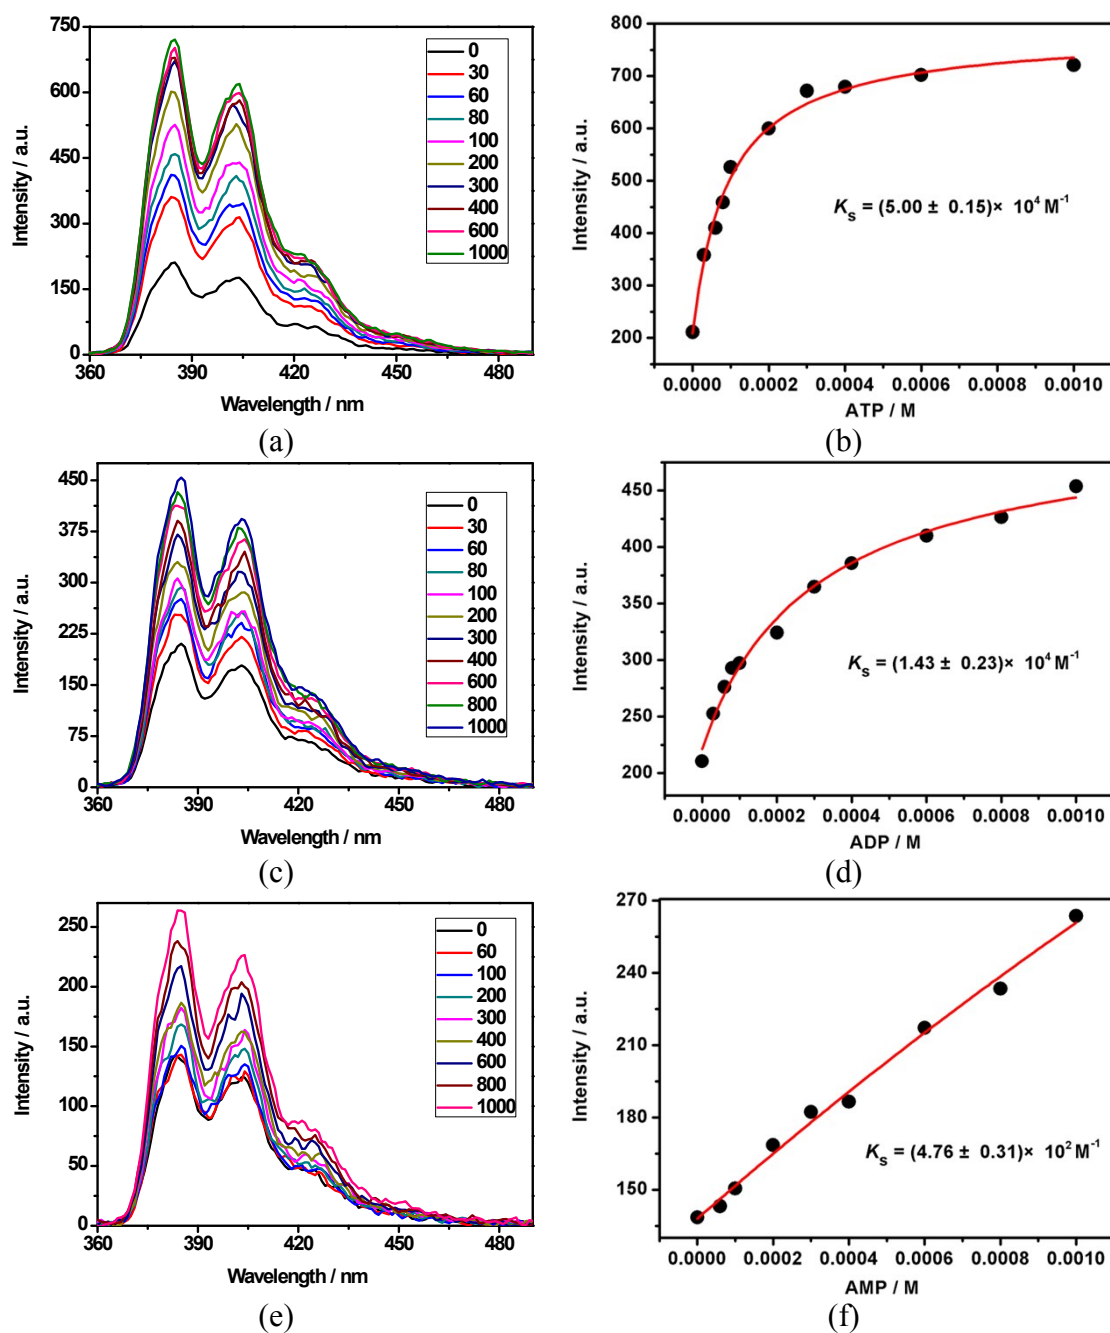 750
600
450
300
150
0
Intensity / a.u.
360 390 420 450 480
Wavelength / nm
0
30
60
80
100
200
300
400
600
1000
(a)
800
700
600
500
400
300
200
Intensity / a.u.
Ks = (5.00 ± 0.15)× 10⁴ M⁻¹
0.0000 0.0002 0.0004 0.0006 0.0008 0.0010
ATP / M
(b)
450
375
300
225
150
75
0
Intensity / a.u.
360 390 420 450 480
Wavelength / nm
0
30
60
80
100
200
300
400
600
800
1000
(c)
450
400
350
300
250
200
Intensity / a.u.
Ks = (1.43 ± 0.23)× 10⁴ M⁻¹
0.0000 0.0002 0.0004 0.0006 0.0008 0.0010
ADP / M
(d)
250
200
150
100
50
0
Intensity / a.u.
360 390 420 450 480
Wavelength / nm
0
60
100
200
300
400
600
800
1000
(e)
270
240
210
180
150
Intensity / a.u.
Ks = (4.76 ± 0.31)× 10² M⁻¹
0.0000 0.0002 0.0004 0.0006 0.0008 0.0010
AMP / M
(f)